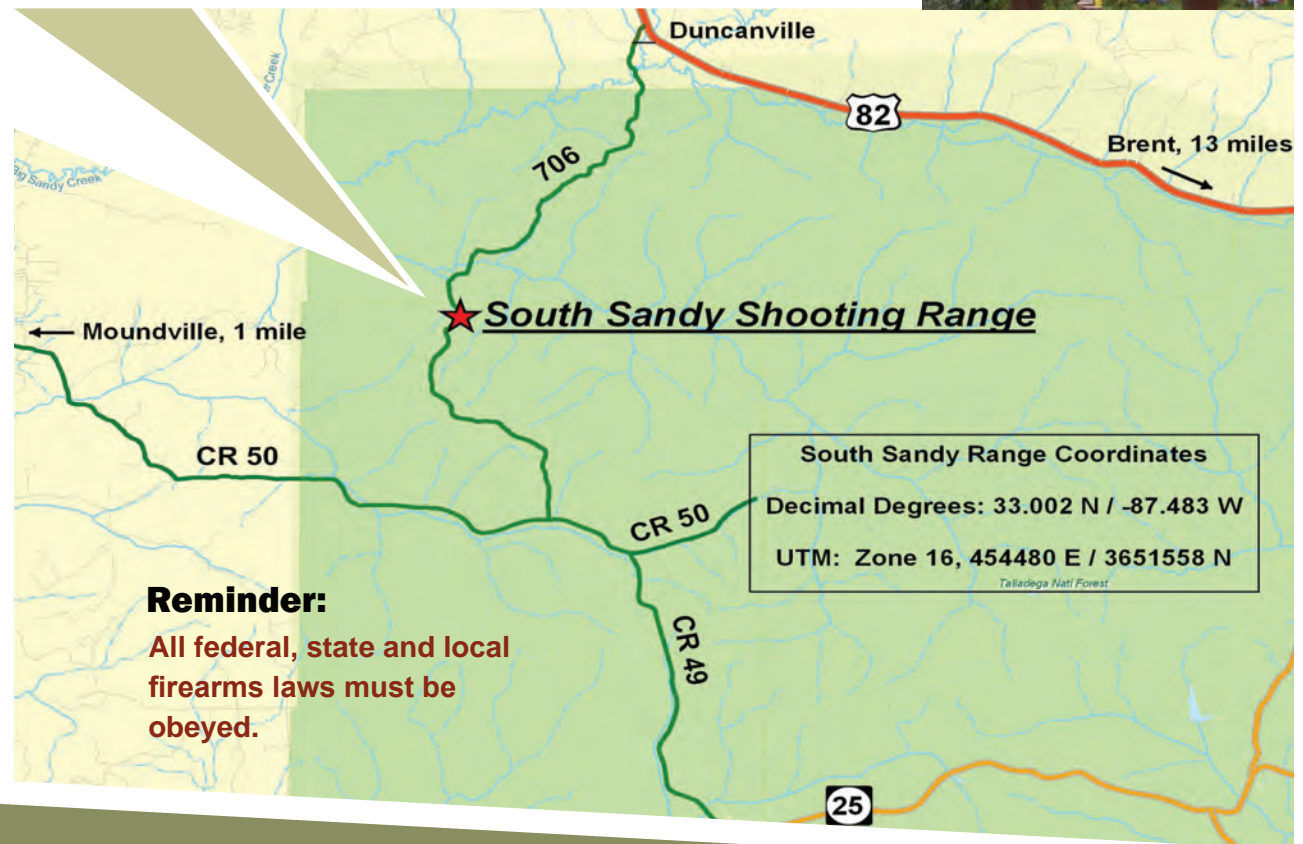 Duncanville
82
Brent, 13 miles
706
Big Sandy Creek
South Sandy Shooting Range
Moundville, 1 mile
CR 50
South Sandy Range Coordinates
Decimal Degrees: 33.002 N / -87.483 W
UTM: Zone 16, 454480 E / 3651558 N
Talladega Natl Forest
CR 50
CR 49
Reminder:
All federal, state and local
firearms laws must be
obeyed.
25